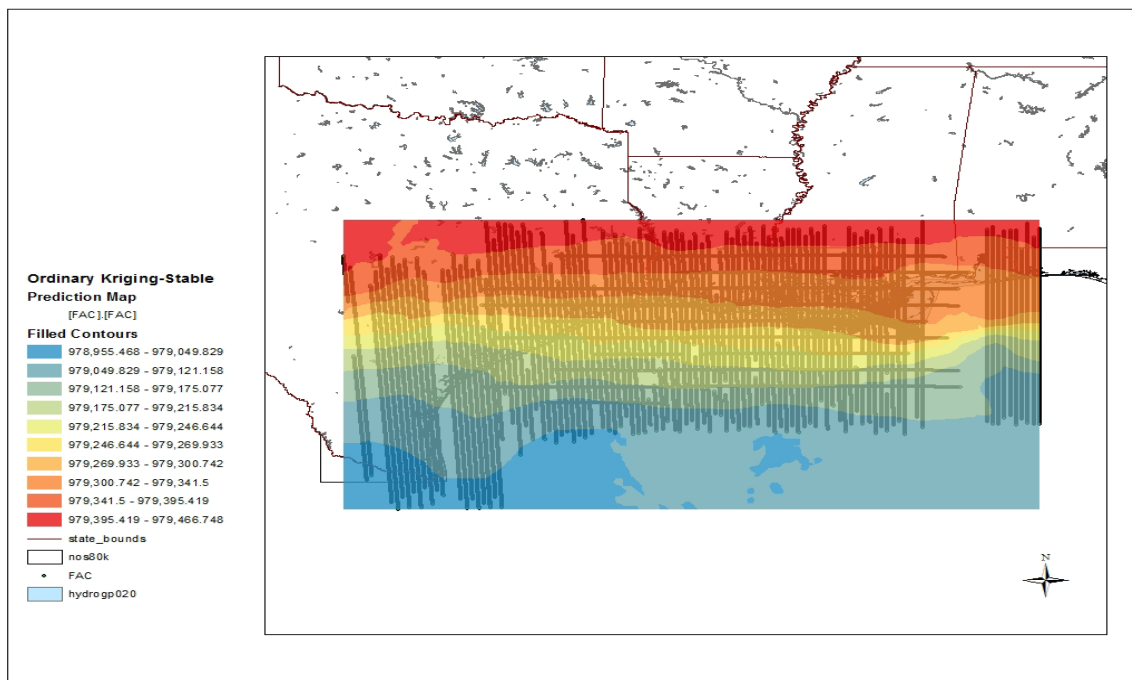 Ordinary Kriging-Stable
Prediction Map
[FAC].[FAC]
Filled Contours
978,955.468 - 979,049.829
979,049.829 - 979,121.158
979,121.158 - 979,175.077
979,175.077 - 979,215.834
979,215.834 - 979,246.644
979,246.644 - 979,269.933
979,269.933 - 979,300.742
979,300.742 - 979,341.5
979,341.5 - 979,395.419
979,395.419 - 979,466.748
state_bounds
nos80k
FAC
hydrogp020
N